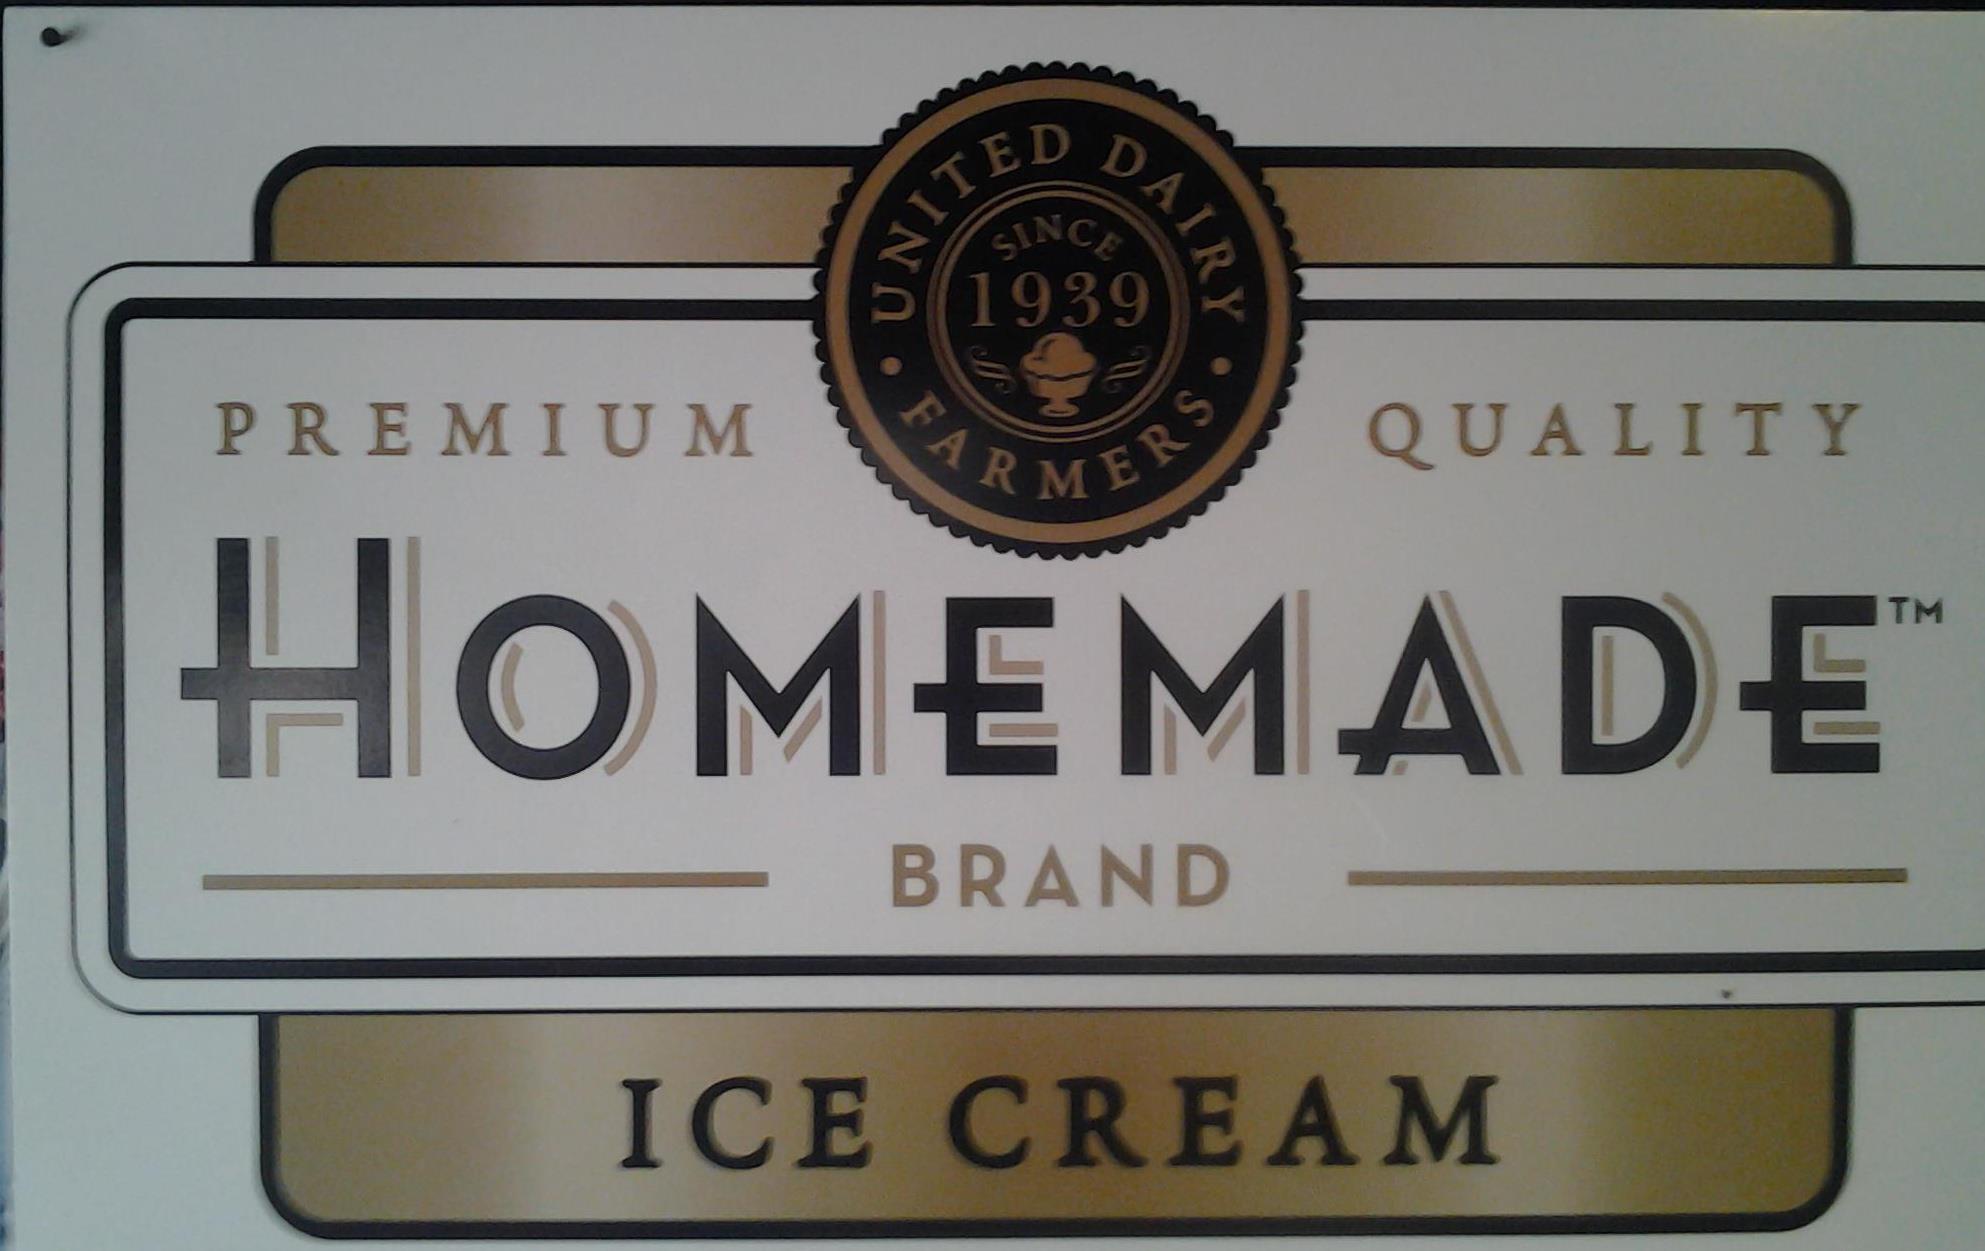 UNITED DAIRY
SINCE
1939
FARMERS
PREMIUM QUALITY
HOMEMADE™
BRAND
ICE CREAM